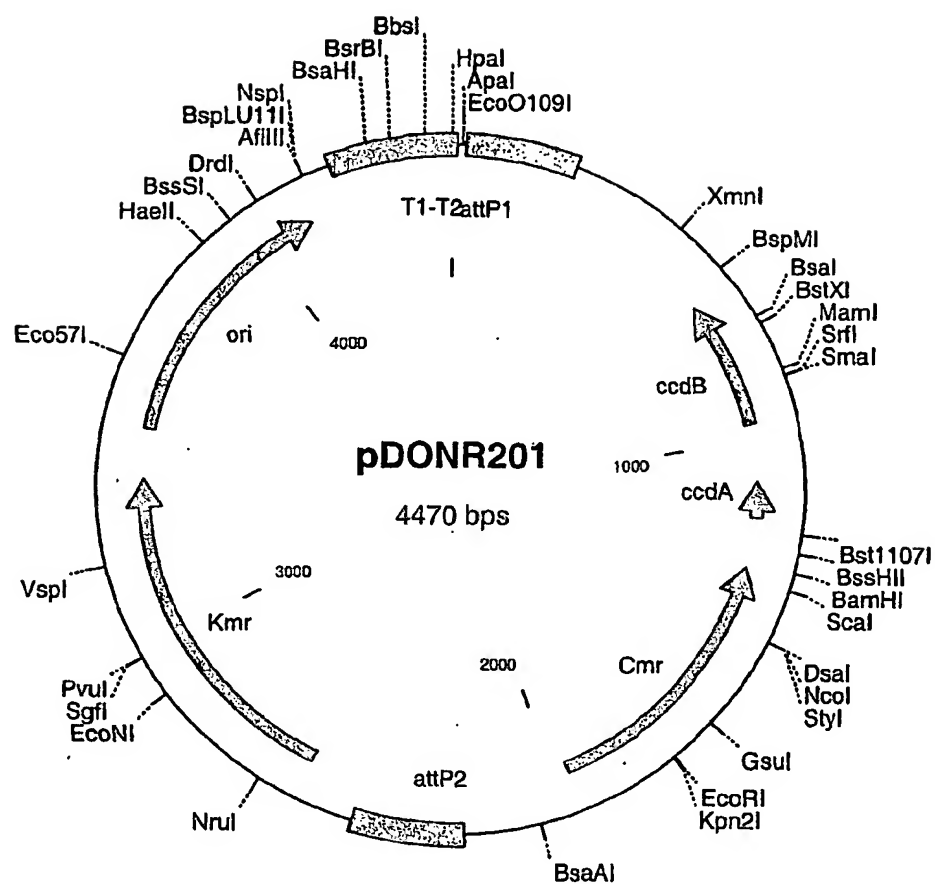 BbsI
BsrBI
BsaHI
HpaI
ApaI
EcoO109I
NspI
BspLU11I
AflIII
DrdI
BssSI
HaeII
Eco57I
VspI
PvuI
SgfI
EcoNI
NruI
XmnI
BspMI
BsaI
BstXI
MamI
SrfI
SmaI
Bst1107I
BssHII
BamHI
ScaI
DsaI
NcoI
StyI
GsuI
EcoRI
Kpn2I
BsaAI
T1-T2attP1
ori
4000
ccdB
pDONR201
4470 bps
1000
ccdA
3000
Kmr
2000
Cmr
attP2